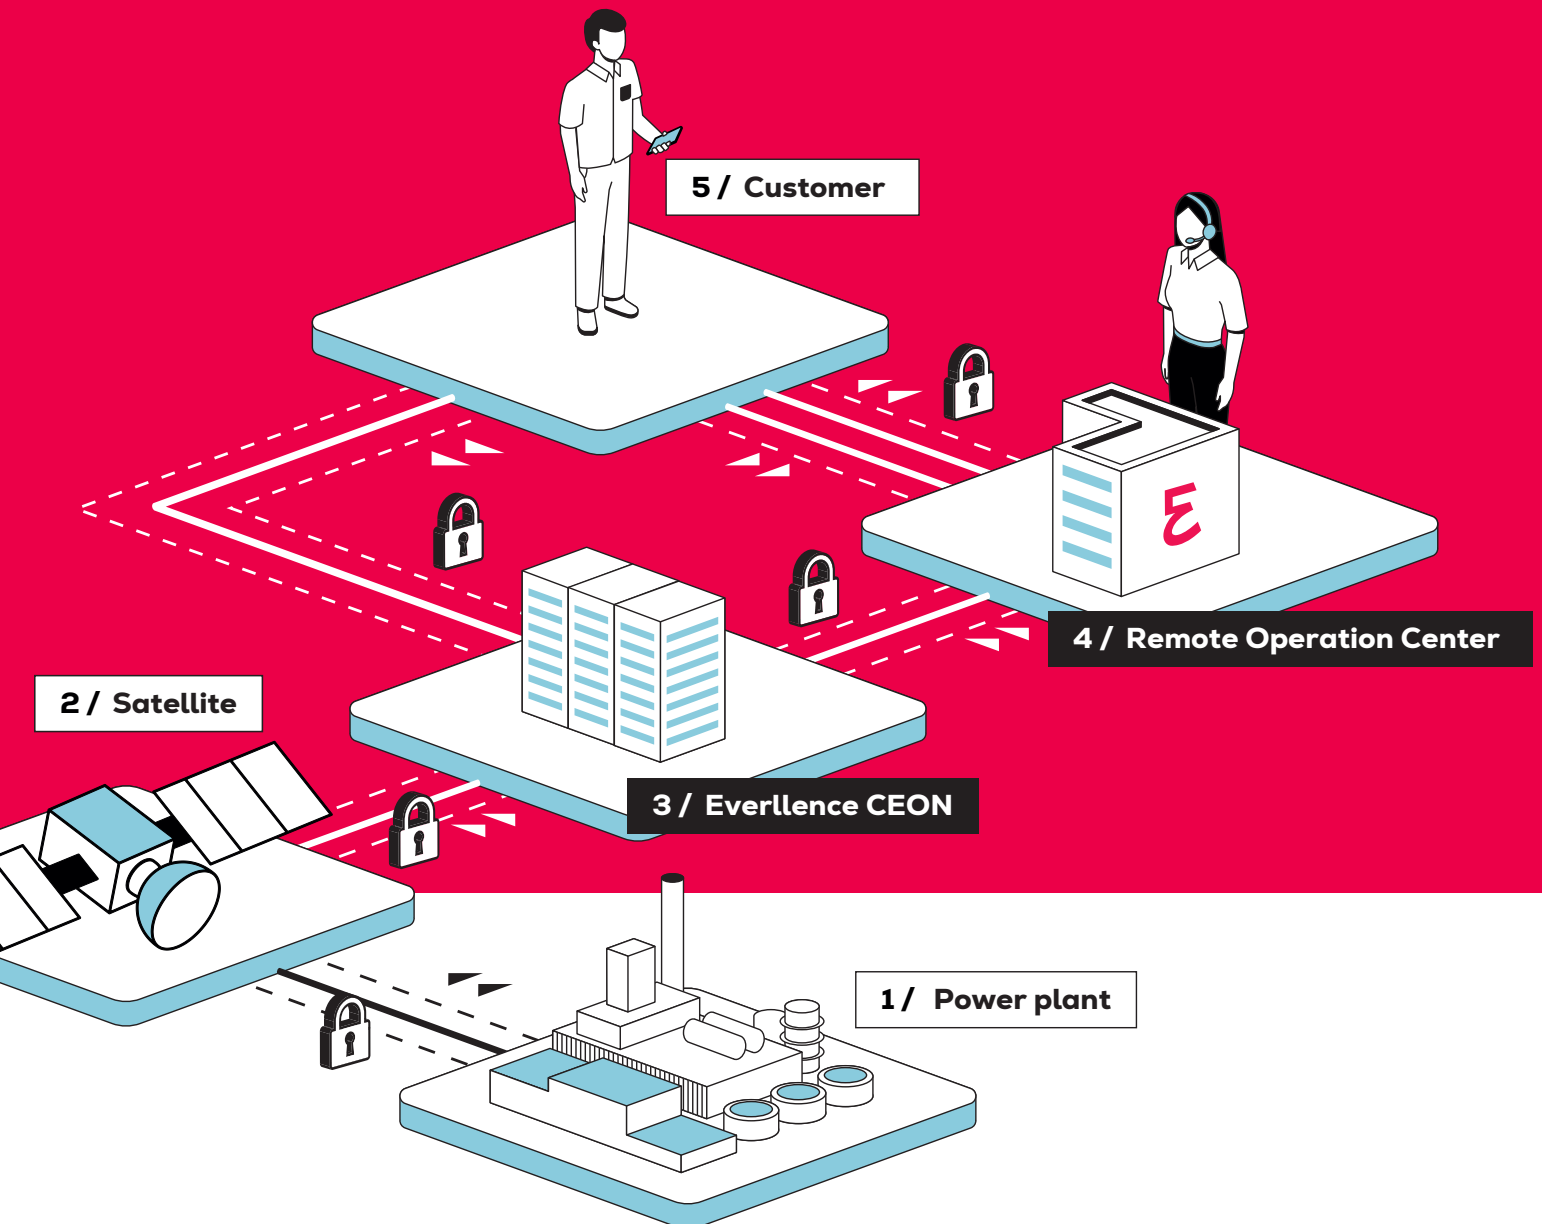 5 / Customer
4 / Remote Operation Center
2 / Satellite
3 / Everllence CEON
1 / Power plant